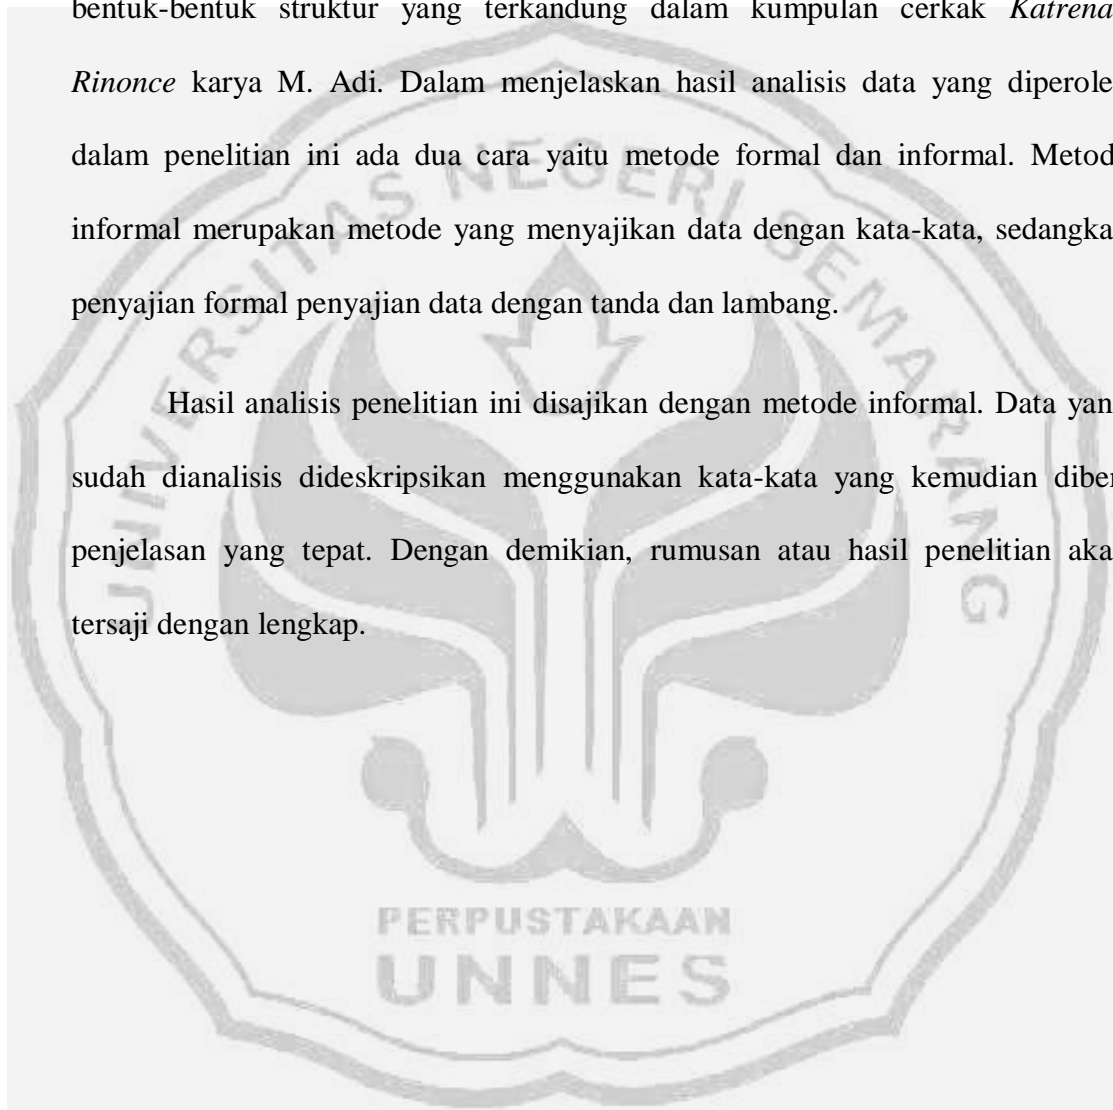 bentuk-bentuk struktur yang terkandung dalam kumpulan cerkak Katrena
Rinonce karya M. Adi. Dalam menjelaskan hasil analisis data yang diperole
dalam penelitian ini ada dua cara yaitu metode formal dan informal. Metod
informal merupakan metode yang menyajikan data dengan kata-kata, sedangka
penyajian formal penyajian data dengan tanda dan lambang.
Hasil analisis penelitian ini disajikan dengan metode informal. Data yan
sudah dianalisis dideskripsikan menggunakan kata-kata yang kemudian diber
penjelasan yang tepat. Dengan demikian, rumusan atau hasil penelitian aka
tersaji dengan lengkap.
UNIVERSITAS NEGERI SEMARANG
PERPUSTAKAAN
UNNES